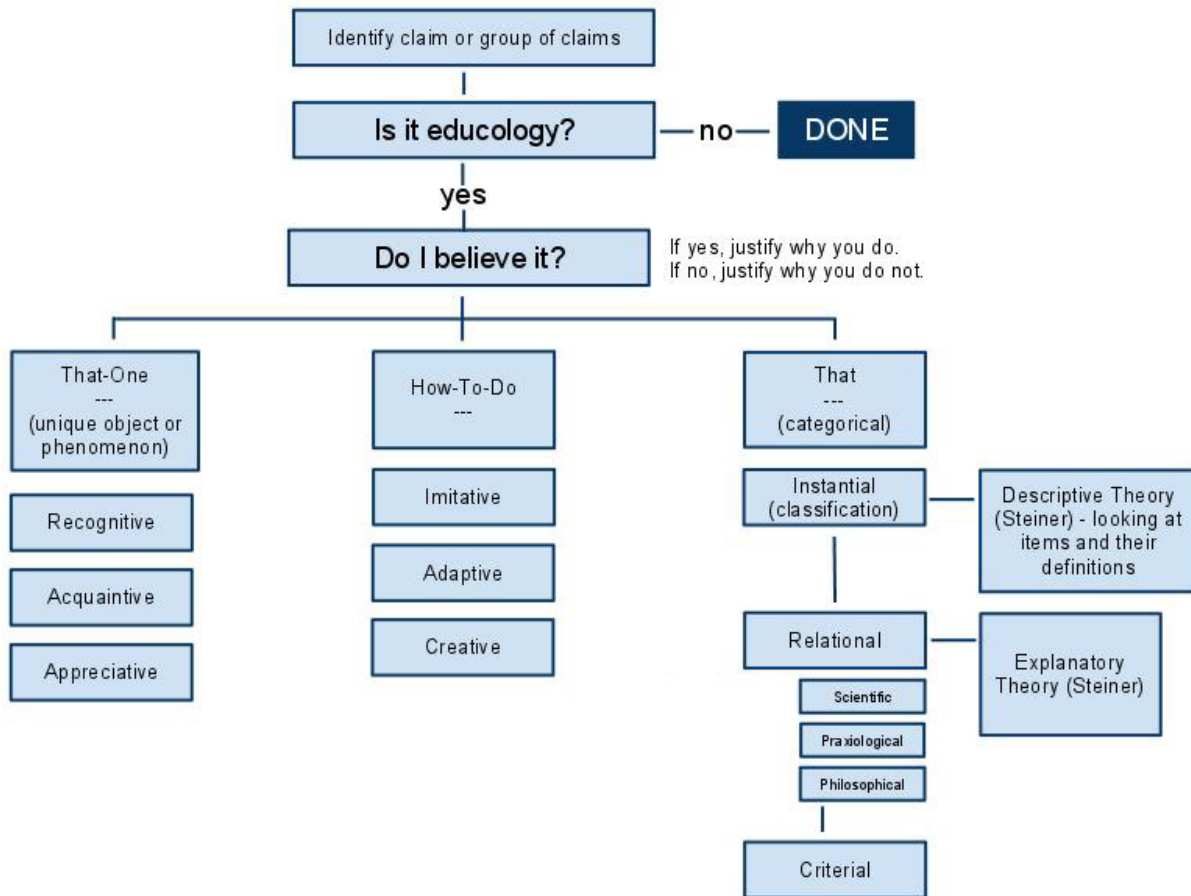 Identify claim or group of claims
Is it educology?
no
DONE
yes
Do I believe it?
If yes, justify why you do.
If no, justify why you do not.
That-One
---
(unique object or
phenomenon)
Recognitive
Acquaintive
Appreciative
How-To-Do
---
Imitative
Adaptive
Creative
That
---
(categorical)
Instantial
(classification)
Descriptive Theory
(Steiner) - looking at
items and their
definitions
Relational
Explanatory
Theory (Steiner)
Scientific
Praxiological
Philosophical
Criterial